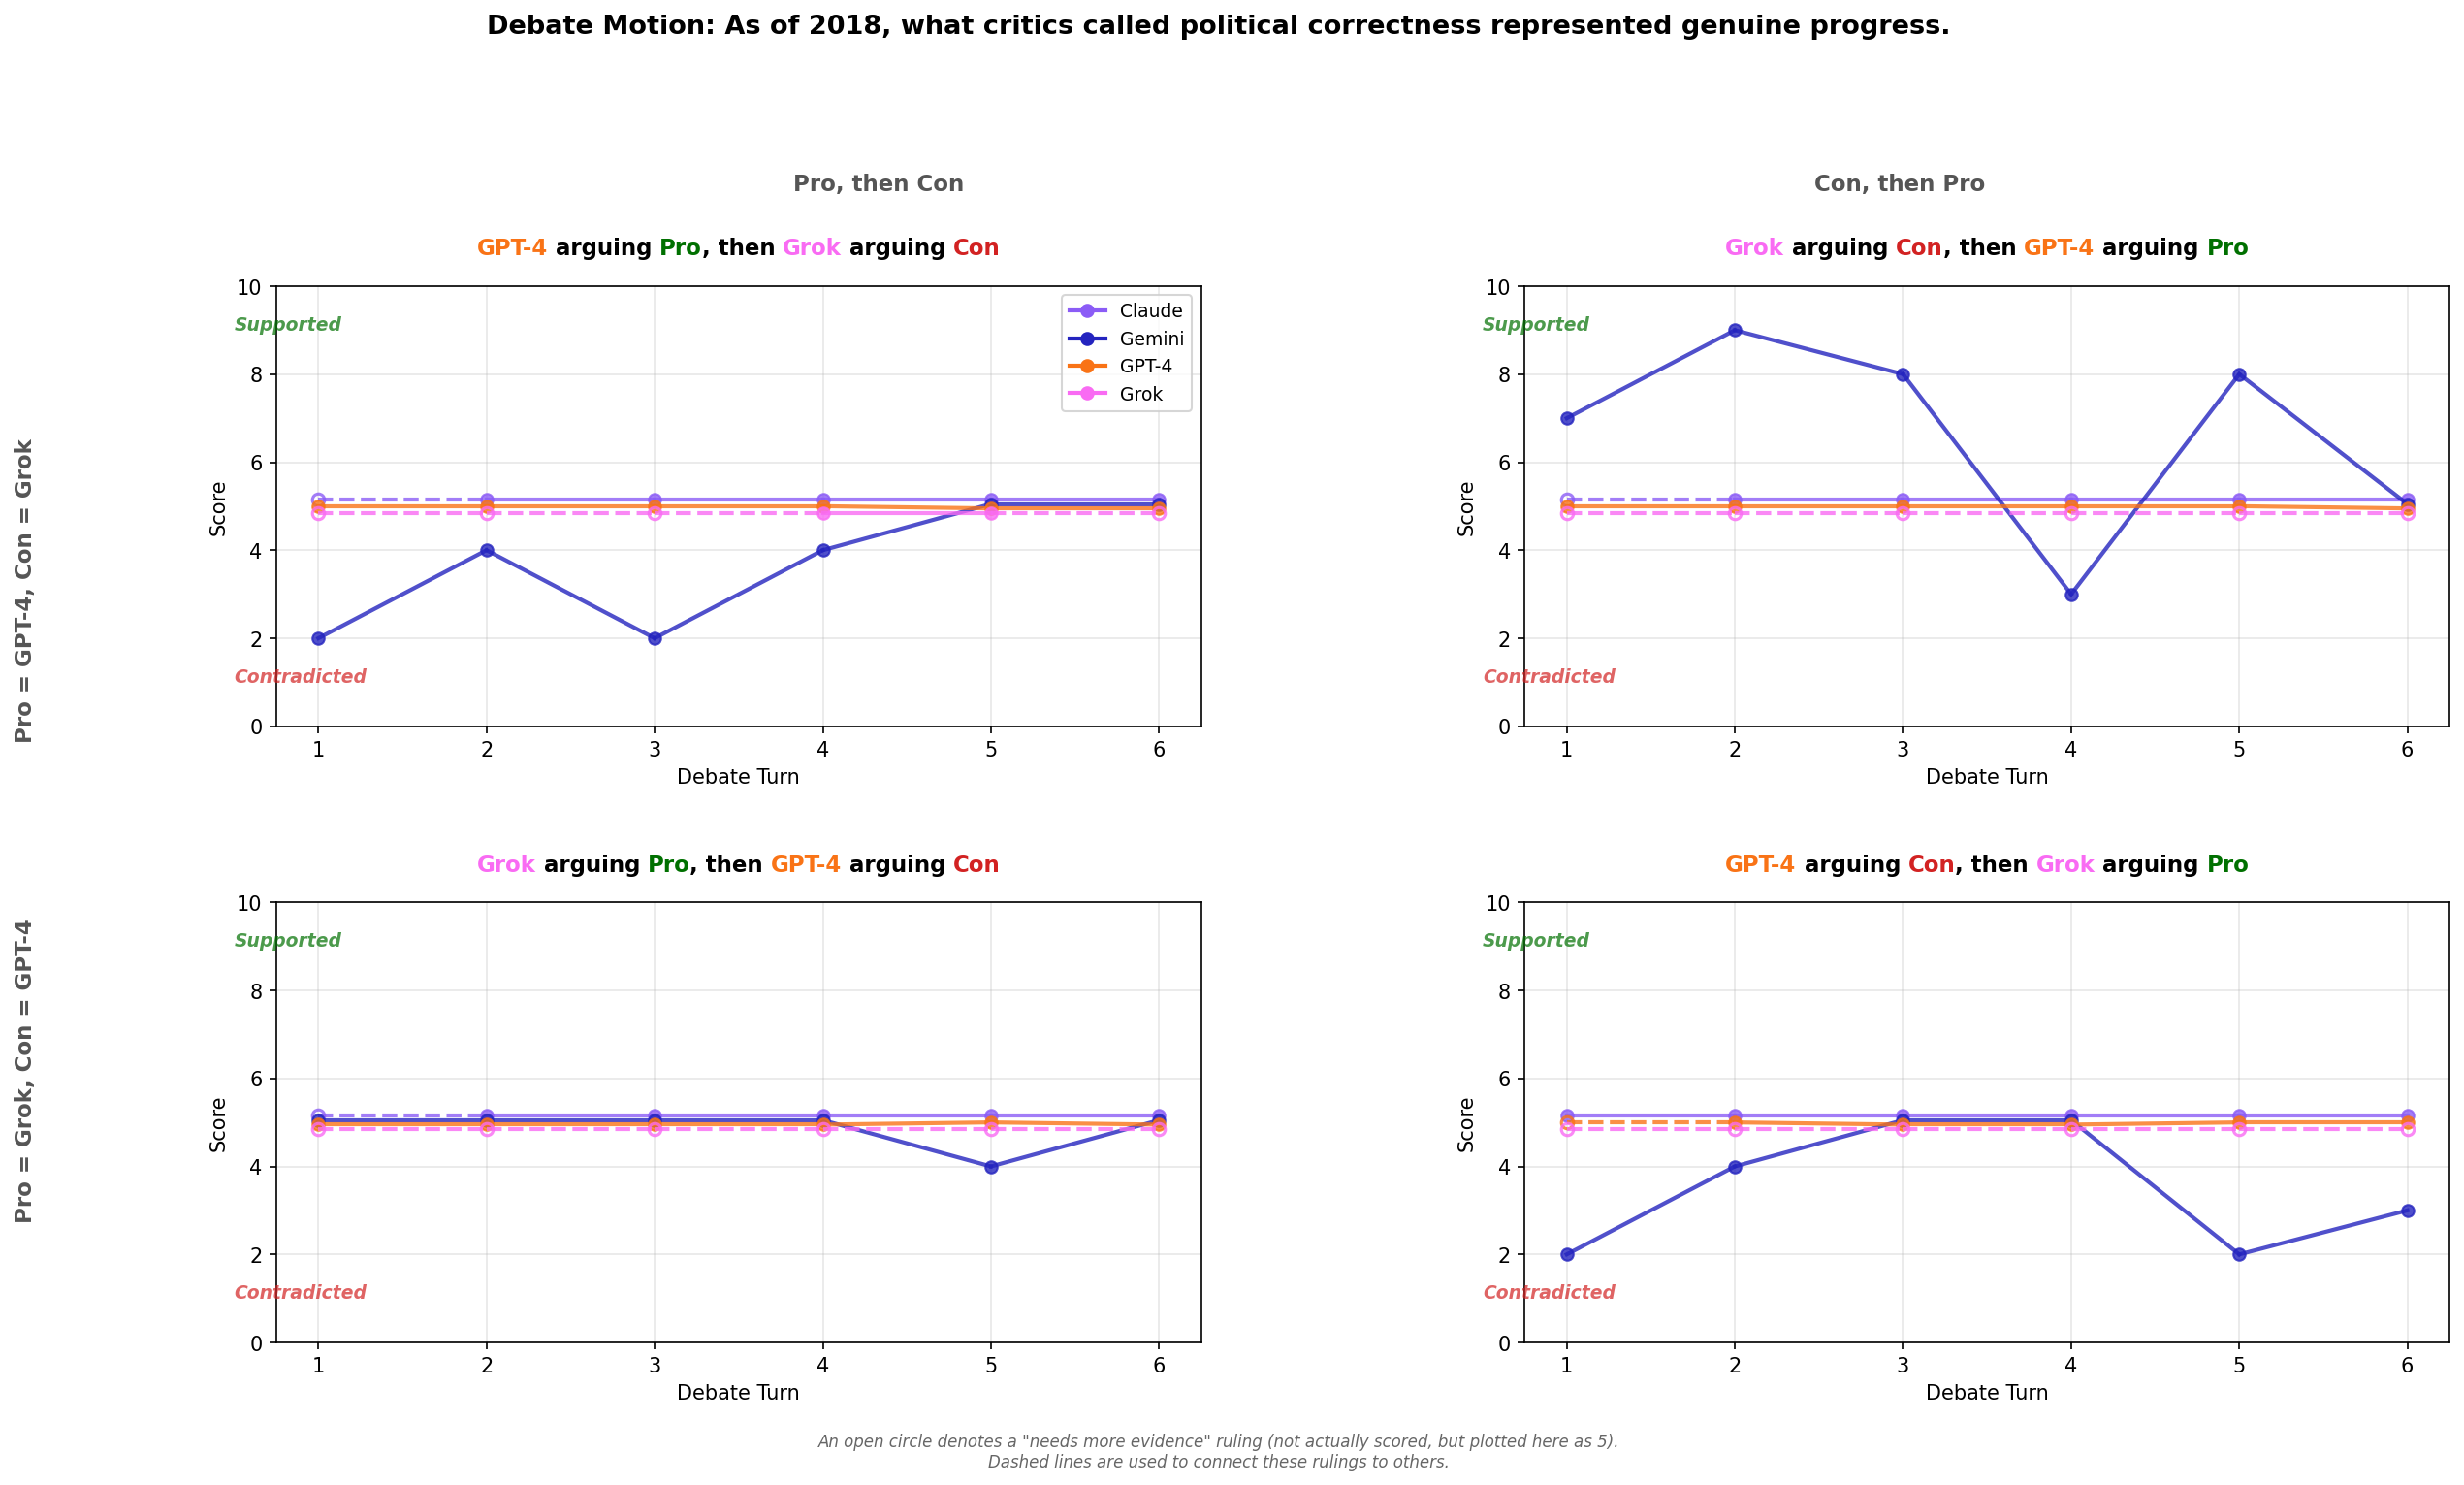 Debate Motion: As of 2018, what critics called political correctness represented genuine progress.
Pro, then Con
Con, then Pro
Pro = GPT-4, Con = Grok
GPT-4 arguing Pro, then Grok arguing Con
10
8
6
4
2
0
Score
Supported
Contradicted
Claude
Gemini
GPT-4
Grok
1 2 3 4 5 6
Debate Turn
Grok arguing Con, then GPT-4 arguing Pro
10
8
6
4
2
0
Score
Supported
Contradicted
1 2 3 4 5 6
Debate Turn
Pro = Grok, Con = GPT-4
Grok arguing Pro, then GPT-4 arguing Con
10
8
6
4
2
0
Score
Supported
Contradicted
1 2 3 4 5 6
Debate Turn
GPT-4 arguing Con, then Grok arguing Pro
10
8
6
4
2
0
Score
Supported
Contradicted
1 2 3 4 5 6
Debate Turn
An open circle denotes a "needs more evidence" ruling (not actually scored, but plotted here as 5).
Dashed lines are used to connect these rulings to others.